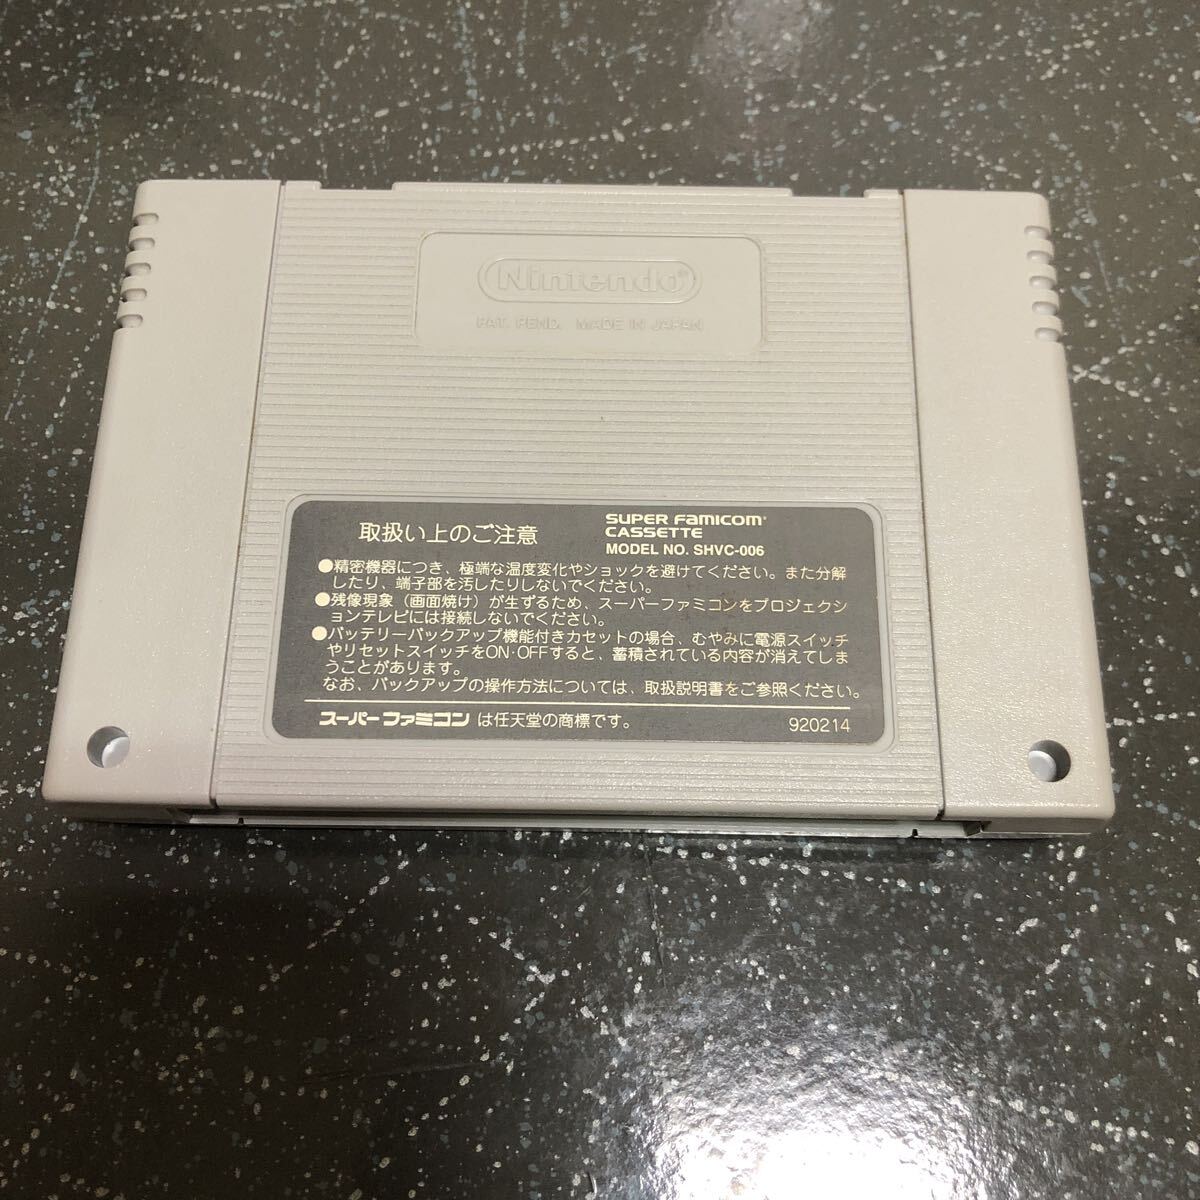 Nintendo®
PAT. PEND. MADE IN JAPAN
取扱い上のご注意
SUPER FAMICOM
CASSETTE
MODEL NO. SHVC-006
●精密機器につき、極端な温度変化やショックを避けてください。また分解
したり、端子部を汚したりしないでください。
●残像現象（画面焼け）が生ずるため、スーパーファミコンをプロジェクシ
ョンテレビには接続しないでください。
●バッテリーバックアップ機能付きカセットの場合、むやみに電源スイッチ
やリセットスイッチをON・OFFすると、蓄積されている内容が消えてしま
うことがあります。
なお、バックアップの操作方法については、取扱説明書をご参照ください。
スーパーファミコン は任天堂の商標です。
920214